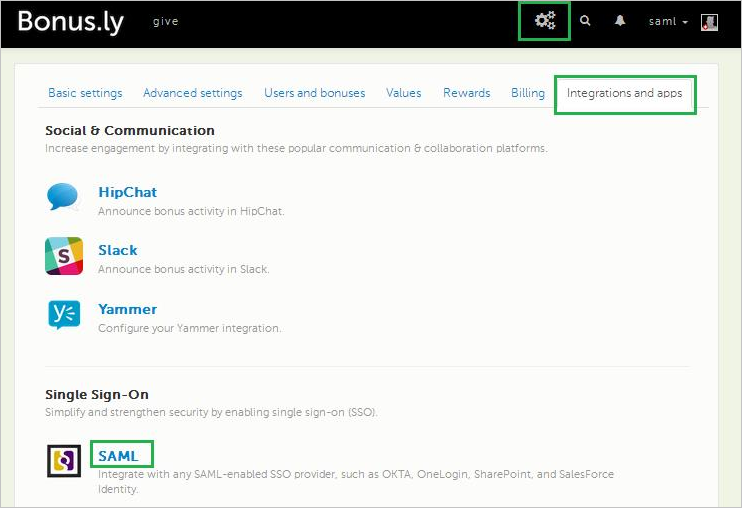 Bonus.ly give saml
Basic settings Advanced settings Users and bonuses Values Rewards Billing Integrations and apps
Social & Communication
Increase engagement by integrating with these popular communication & collaboration platforms.
HipChat
Announce bonus activity in HipChat.
S
Slack
Announce bonus activity in Slack.
y
Yammer
Configure your Yammer integration.
Single Sign-On
Simplify and strengthen security by enabling single sign-on (SSO).
SAML
Integrate with any SAML-enabled SSO provider, such as OKTA, OneLogin, SharePoint, and SalesForce
Identity.